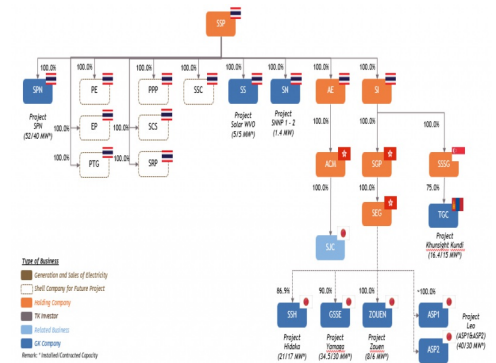 SSP
100.0% 100.0% 100.0% 100.0% 100.0% 100.0% 100.0% 100.0%
SPN PE PPP SSC SS SN AE SI
Project
SPN
(52/40 MW*)
Project
Solar WVO
(5/5 MW*)
Project
SNNP 1 - 2
(1.4 MW)
100.0% 100.0% 100.0% 100.0% 100.0%
EP SCS
100.0% 100.0%
PTG SRP
ACM SGP SSSG
100.0% 100.0% 75.0%
SEG TGC
Project
Khunsight Kundi
(16.4/15 MW*)
SJC
Type of Business
Generation and Sales of Electricity
Shell Company for Future Project
Holding Company
TK Investor
Related Business
GK Company
Remark: * Installed/Contracted Capacity
86.9% 90.0% 100.0% ~100.0%
SSH GSSE ZOUEN ASP1
Project
Hidaka
(21/17 MW*)
Project
Yamaga
(34.5/30 MW*)
Project
Zouen
(8/6 MW*)
Project
Leo
(ASP1&ASP2)
(40/30 MW*)
ASP2